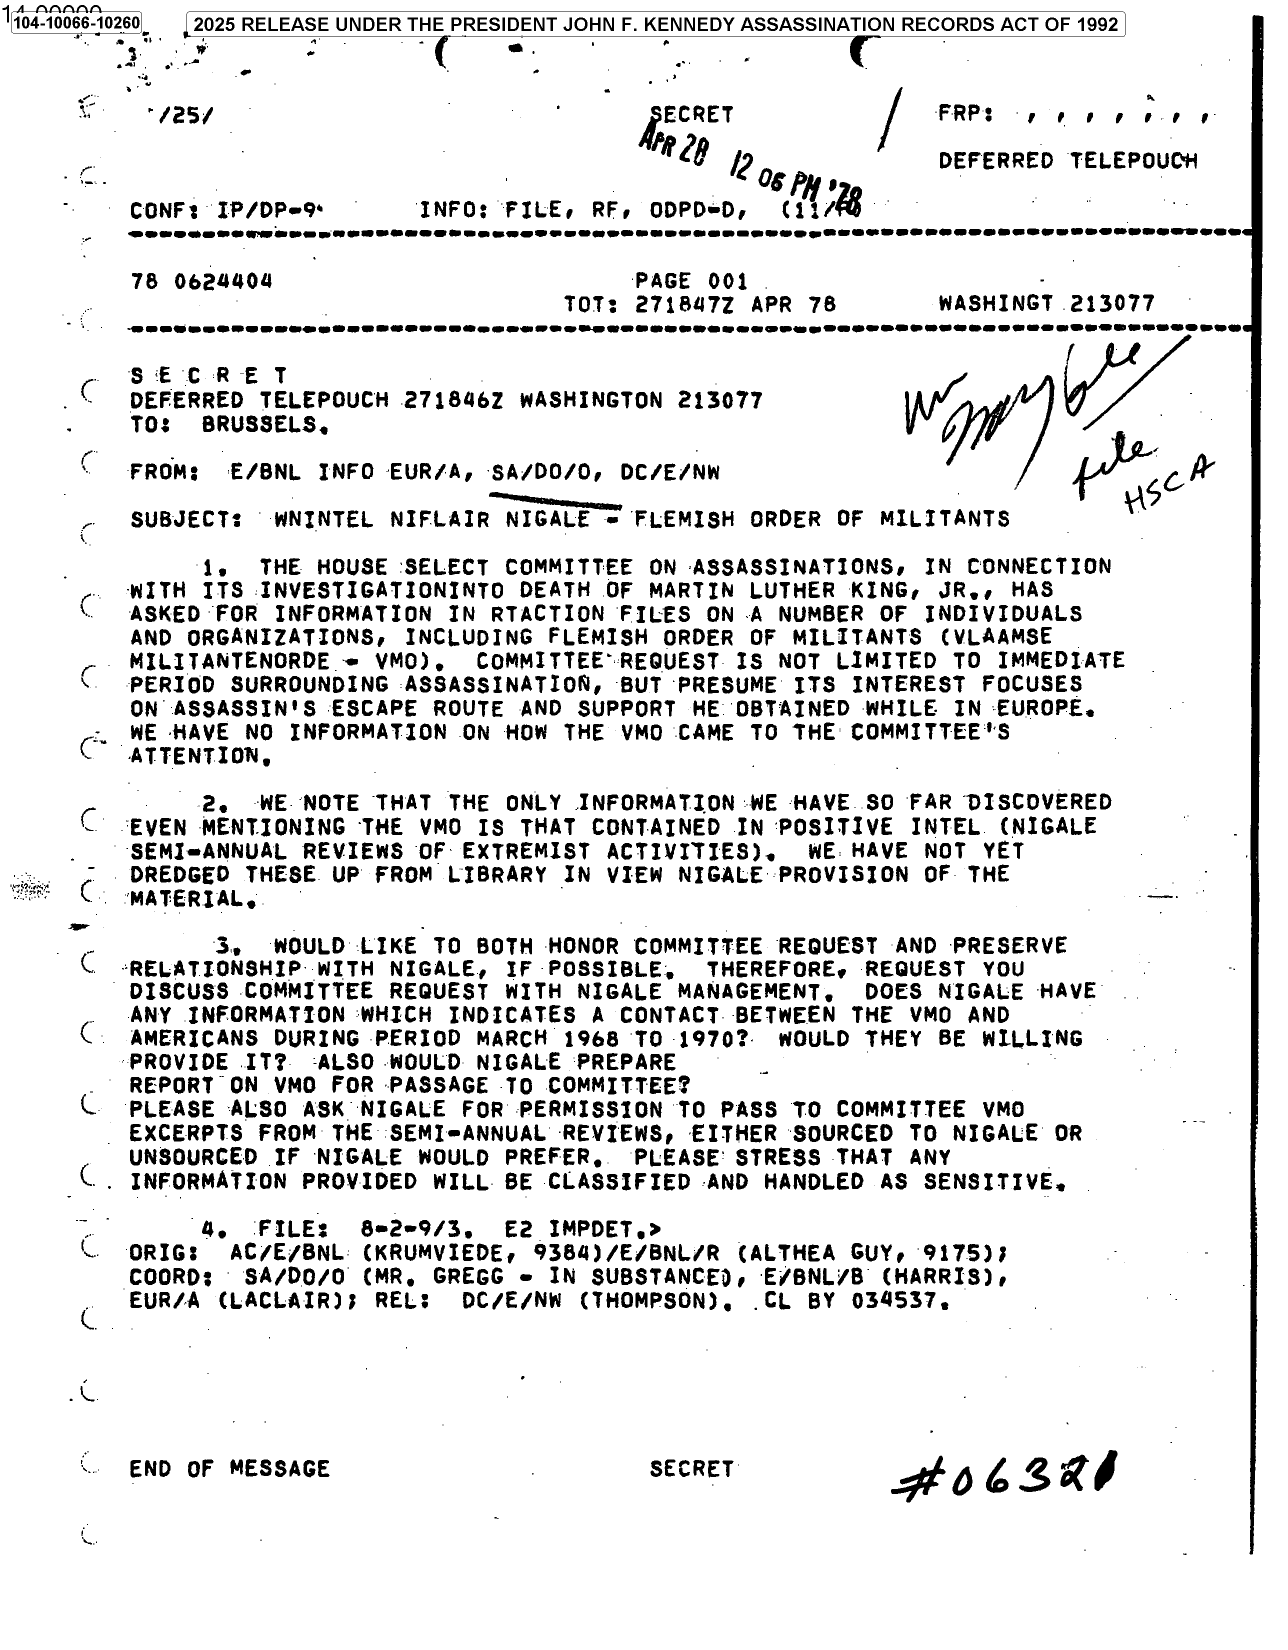 14-00000
104-10066-10260
2025 RELEASE UNDER THE PRESIDENT JOHN F. KENNEDY ASSASSINATION RECORDS ACT OF 1992
/25/ SECRET FRP: , , , , , , ,
APR 28 12 06 PM '78
DEFERRED TELEPOUCH
CONF: IP/DP-9 INFO: FILE, RF, ODPD-D, (11/
78 0624404 PAGE 001
TOT: 271847Z APR 78 WASHINGT 213077
S E C R E T
DEFERRED TELEPOUCH 271846Z WASHINGTON 213077
TO: BRUSSELS.
file
HSCA
FROM: E/BNL INFO EUR/A, SA/DO/O, DC/E/NW
SUBJECT: WNINTEL NIFLAIR NIGALE - FLEMISH ORDER OF MILITANTS
1. THE HOUSE SELECT COMMITTEE ON ASSASSINATIONS, IN CONNECTION
WITH ITS INVESTIGATIONINTO DEATH OF MARTIN LUTHER KING, JR., HAS
ASKED FOR INFORMATION IN RTACTION FILES ON A NUMBER OF INDIVIDUALS
AND ORGANIZATIONS, INCLUDING FLEMISH ORDER OF MILITANTS (VLAAMSE
MILITANTENORDE - VMO). COMMITTEE REQUEST IS NOT LIMITED TO IMMEDIATE
PERIOD SURROUNDING ASSASSINATION, BUT PRESUME ITS INTEREST FOCUSES
ON ASSASSIN'S ESCAPE ROUTE AND SUPPORT HE OBTAINED WHILE IN EUROPE.
WE HAVE NO INFORMATION ON HOW THE VMO CAME TO THE COMMITTEE'S
ATTENTION.
2. WE NOTE THAT THE ONLY INFORMATION WE HAVE SO FAR DISCOVERED
EVEN MENTIONING THE VMO IS THAT CONTAINED IN POSITIVE INTEL (NIGALE
SEMI-ANNUAL REVIEWS OF EXTREMIST ACTIVITIES). WE HAVE NOT YET
DREDGED THESE UP FROM LIBRARY IN VIEW NIGALE PROVISION OF THE
MATERIAL.
3. WOULD LIKE TO BOTH HONOR COMMITTEE REQUEST AND PRESERVE
RELATIONSHIP WITH NIGALE, IF POSSIBLE. THEREFORE, REQUEST YOU
DISCUSS COMMITTEE REQUEST WITH NIGALE MANAGEMENT. DOES NIGALE HAVE
ANY INFORMATION WHICH INDICATES A CONTACT BETWEEN THE VMO AND
AMERICANS DURING PERIOD MARCH 1968 TO 1970? WOULD THEY BE WILLING
PROVIDE IT? ALSO WOULD NIGALE PREPARE
REPORT ON VMO FOR PASSAGE TO COMMITTEE?
PLEASE ALSO ASK NIGALE FOR PERMISSION TO PASS TO COMMITTEE VMO
EXCERPTS FROM THE SEMI-ANNUAL REVIEWS, EITHER SOURCED TO NIGALE OR
UNSOURCED IF NIGALE WOULD PREFER. PLEASE STRESS THAT ANY
INFORMATION PROVIDED WILL BE CLASSIFIED AND HANDLED AS SENSITIVE.
4. FILE: 8-2-9/3. E2 IMPDET.>
ORIG: AC/E/BNL (KRUMVIEDE, 9384)/E/BNL/R (ALTHEA GUY, 9175);
COORD: SA/DO/O (MR. GREGG - IN SUBSTANCE), E/BNL/B (HARRIS),
EUR/A (LACLAIR); REL: DC/E/NW (THOMPSON). CL BY 034537.
END OF MESSAGE SECRET
#06321